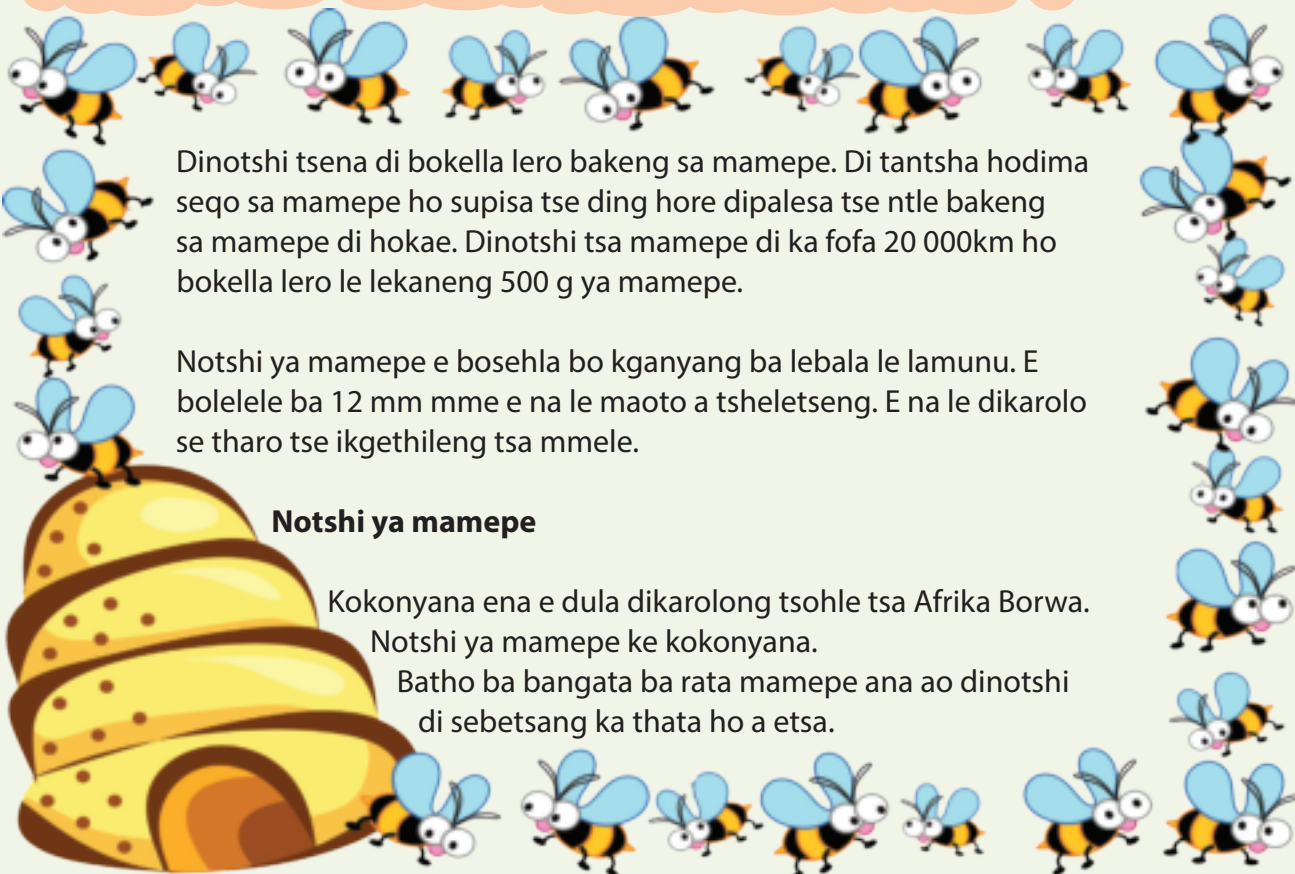 Dinotshi tsena di bokella lero bakeng sa mamepe. Di tantsha hodima
seqo sa mamepe ho supisa tse ding hore dipalesa tse ntle bakeng
sa mamepe di hokae. Dinotshi tsa mamepe di ka fofa 20 000km ho
bokella lero le lekaneng 500 g ya mamepe.
Notshi ya mamepe e bosehla bo kganyang ba lebala le lamunu. E
bolelele ba 12 mm mme e na le maoto a tsheletseng. E na le dikarolo
se tharo tse ikgethileng tsa mmele.
Notshi ya mamepe
Kokonyana ena e dula dikarolong tsohle tsa Afrika Borwa.
Notshi ya mamepe ke kokonyana.
Batho ba bangata ba rata mamepe ana ao dinotshi
di sebetsang ka thata ho a etsa.